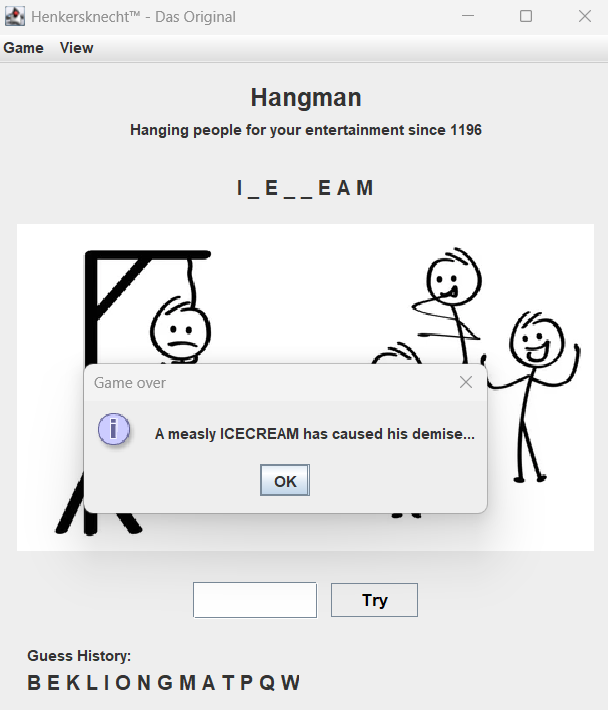 Henkersknecht™ - Das Original
Game View
Hangman
Hanging people for your entertainment since 1196
I _ E _ _ E A M
Game over
A measly ICECREAM has caused his demise...
OK
Try
Guess History:
B E K L I O N G M A T P Q W